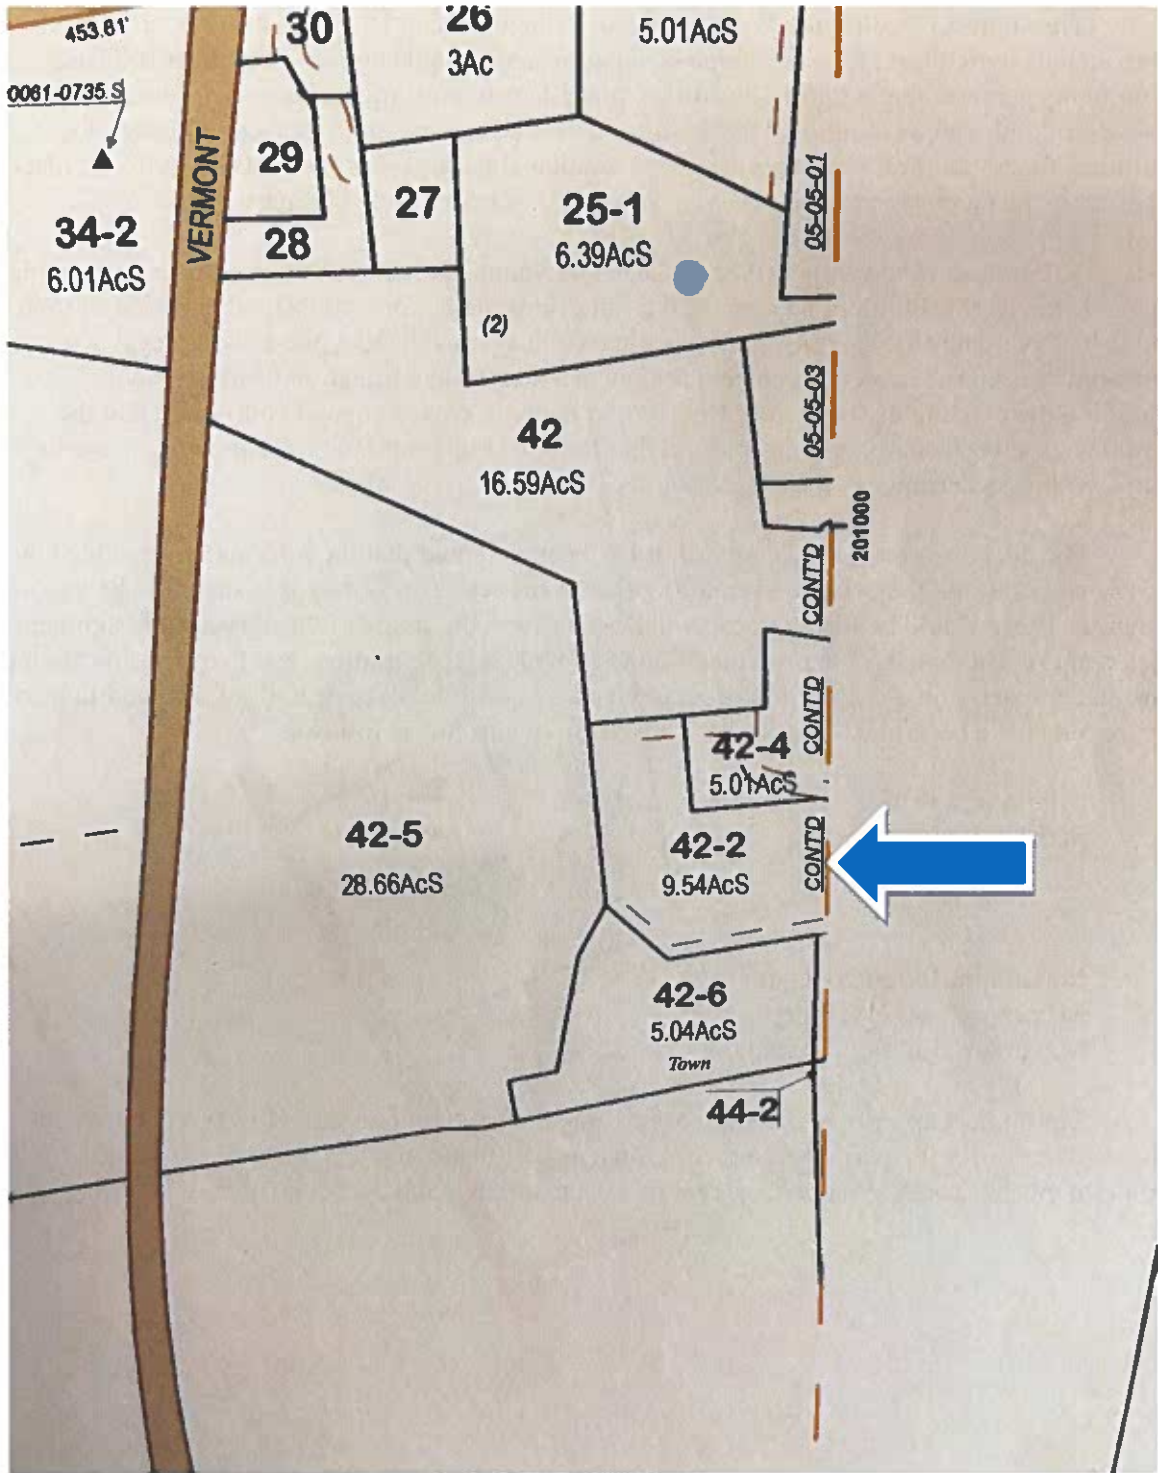 453.61'
30
26
3Ac
5.01AcS
0061-0735.S
VERMONT
29
27
25-1
6.39AcS
05-05-01
34-2
6.01AcS
28
(2)
05-05-03
42
16.59AcS
201000
CONT'D
CONT'D
42-4
5.01AcS
42-5
28.66AcS
42-2
9.54AcS
CONT'D
42-6
5.04AcS
Town
44-2